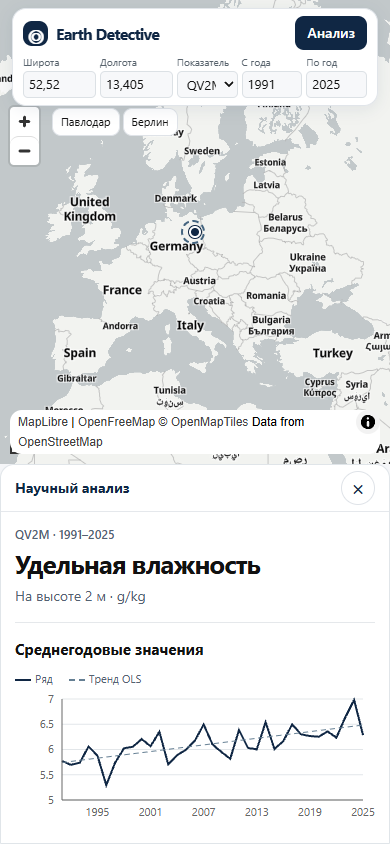 Earth Detective
Анализ
Широта
Долгота
Показатель
С года
По год
52,52
13,405
QV2M
1991
2025
+
−
Павлодар
Берлин
Sweden
Estonia
Latvia
Denmark
United
Kingdom
Belarus
Беларусь
Germany
Ukraine
Україна
France
Austria
Croatia
Romania
Andorra
Italy
Bulgaria
България
Spain
Turkey
Gibraltar
Tunisia
تونس
Cyprus
Κύπρος
Syria
MapLibre | OpenFreeMap © OpenMapTiles Data from
OpenStreetMap
Научный анализ
×
QV2M · 1991–2025
Удельная влажность
На высоте 2 м · g/kg
Среднегодовые значения
Ряд
Тренд OLS
7
6.5
6
5.5
5
1995
2001
2007
2013
2019
2025